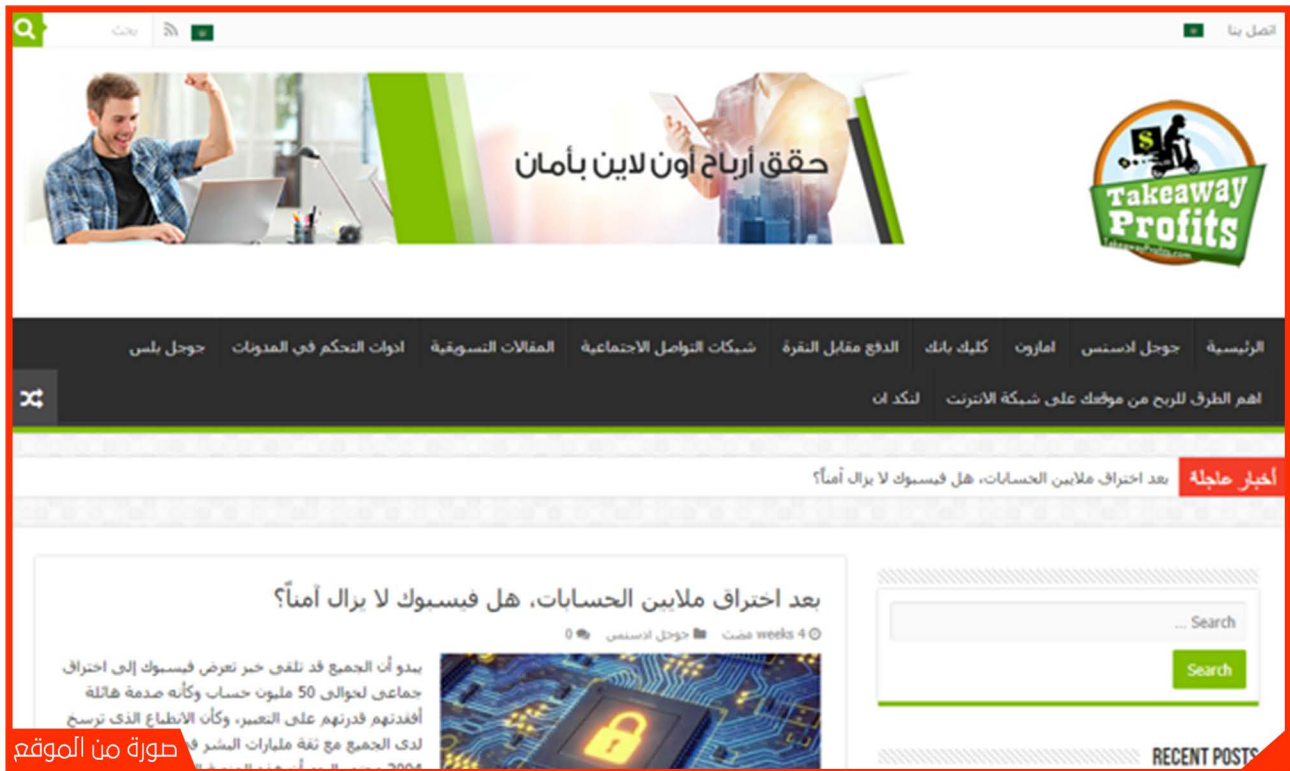 اتصل بنا
بحث
حقق أرباح أون لاين بأمان
$
Takeaway
Profits
TakeawayProfits.com
الرئيسية جوجل ادسنس امازون كليك بانك الدفع مقابل النقرة شبكات التواصل الاجتماعية المقالات التسويقية ادوات التحكم في المدونات جوجل بلس
اهم الطرق للربح من موقعك على شبكة الانترنت لنكد ان
أخبار عاجلة بعد اختراق ملايين الحسابات، هل فيسبوك لا يزال آمناً؟
Search ...
Search
RECENT POSTS
بعد اختراق ملايين الحسابات، هل فيسبوك لا يزال آمناً؟
4 weeks مضت جوجل ادسنس 0
يبدو أن الجميع قد تلقى خبر تعرض فيسبوك إلى اختراق
جماعي لحوالي 50 مليون حساب وكأنه صدمة هائلة
أفقدتهم قدرتهم على التعبير، وكأن الانطباع الذي ترسخ
لدى الجميع مع ثقة مليارات البشر
2004
صورة من الموقع